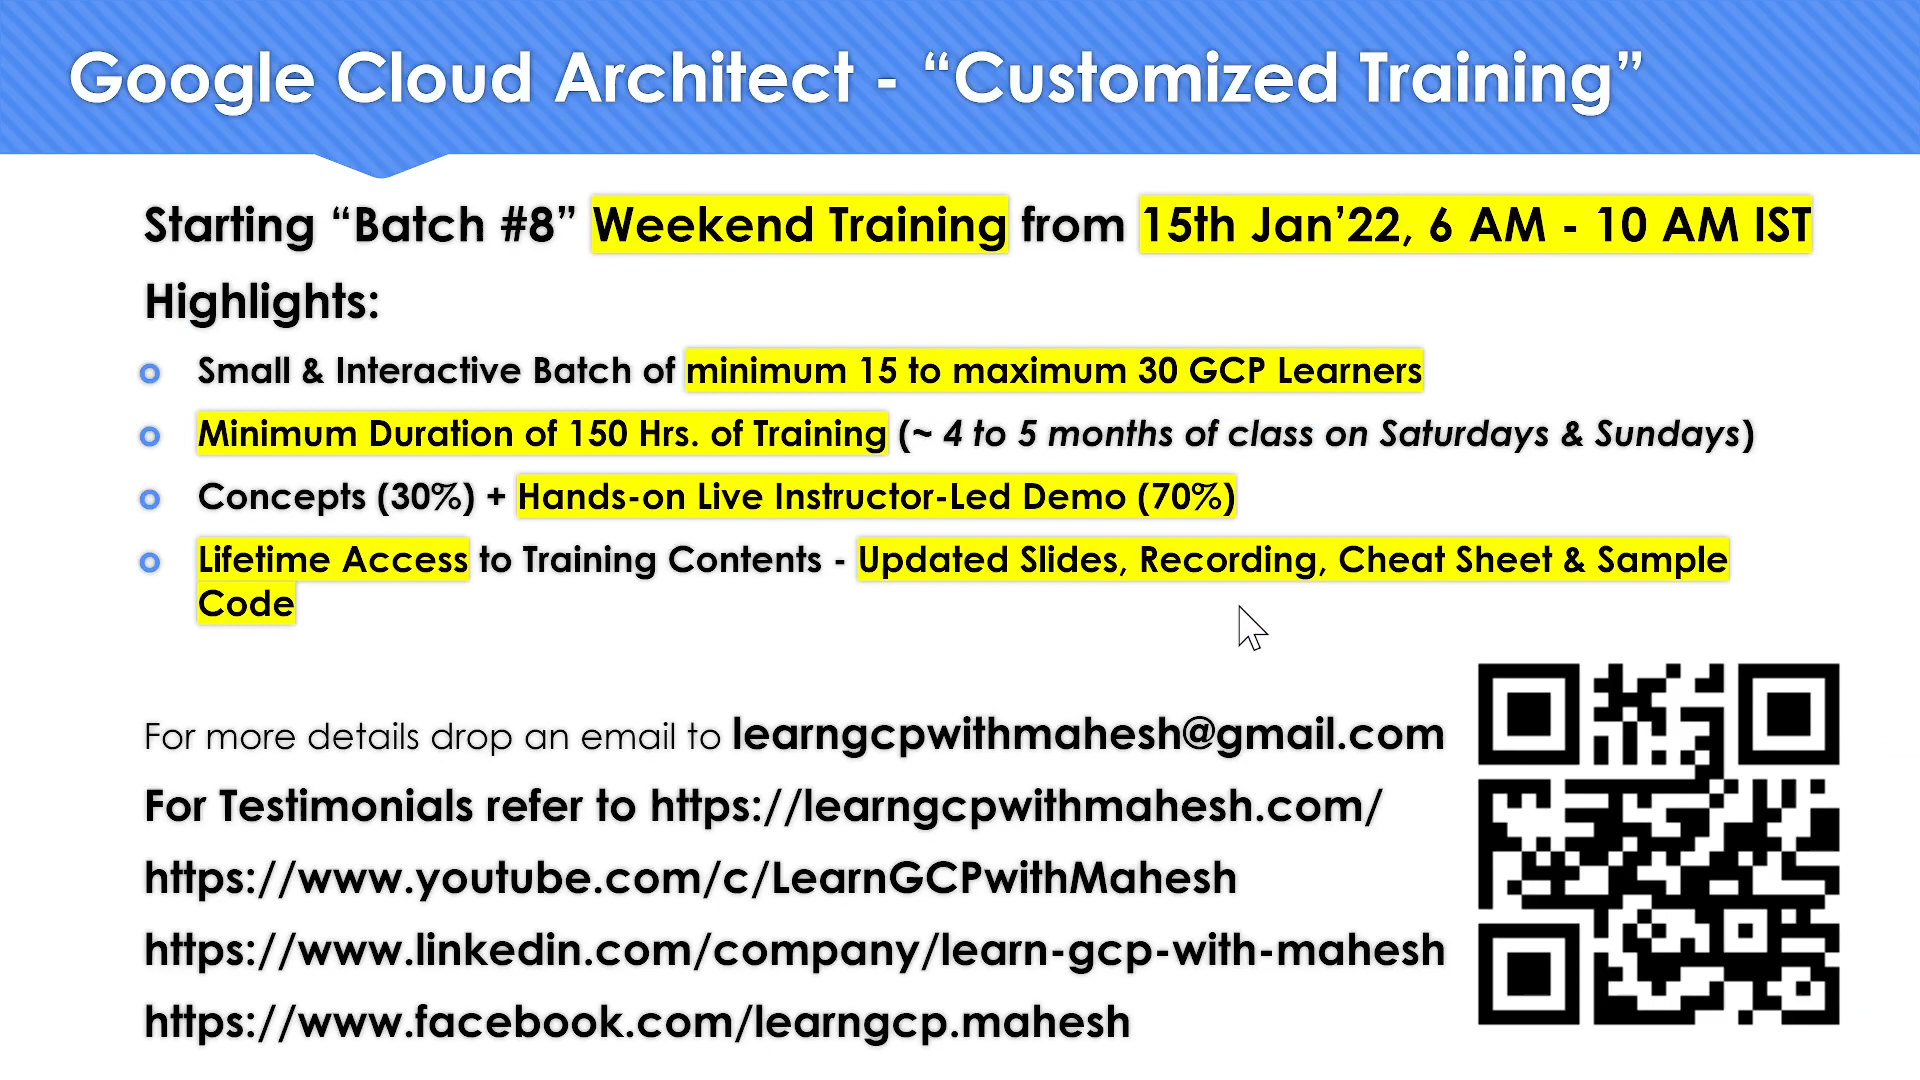 Google Cloud Architect - “Customized Training”
Starting “Batch #8” Weekend Training from 15th Jan’22, 6 AM - 10 AM IST
Highlights:
Small & Interactive Batch of minimum 15 to maximum 30 GCP Learners
Minimum Duration of 150 Hrs. of Training (~ 4 to 5 months of class on Saturdays & Sundays)
Concepts (30%) + Hands-on Live Instructor-Led Demo (70%)
Lifetime Access to Training Contents - Updated Slides, Recording, Cheat Sheet & Sample
Code
For more details drop an email to learngcpwithmahesh@gmail.com
For Testimonials refer to https://learngcpwithmahesh.com/
https://www.youtube.com/c/LearnGCPwithMahesh
https://www.linkedin.com/company/learn-gcp-with-mahesh
https://www.facebook.com/learngcp.mahesh